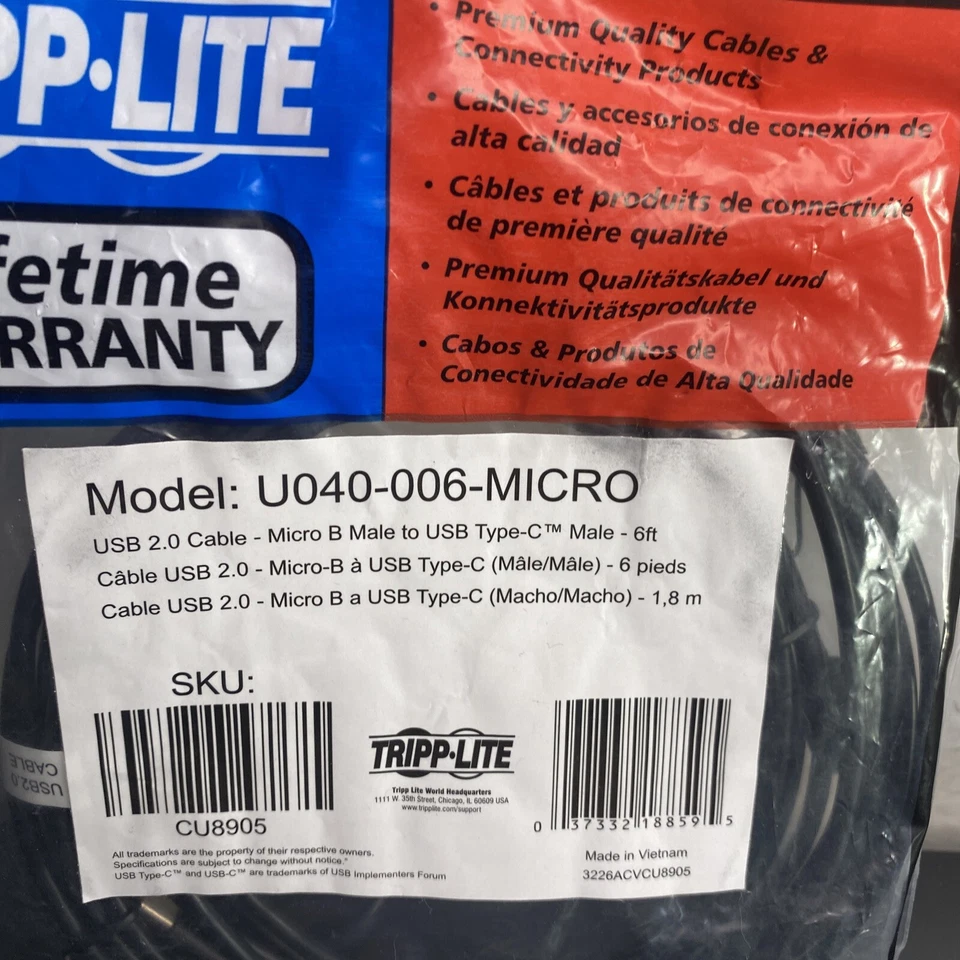 PP·LITE
fetime
RRANTY
• Premium Quality Cables &
Connectivity Products
• Cables y accesorios de conexión de
alta calidad
• Câbles et produits de connectivité
de première qualité
• Premium Qualitätskabel und
Konnektivitätsprodukte
• Cabos & Produtos de
Conectividade de Alta Qualidade
Model: U040-006-MICRO
USB 2.0 Cable - Micro B Male to USB Type-C™ Male - 6ft
Câble USB 2.0 - Micro-B à USB Type-C (Mâle/Mâle) - 6 pieds
Cable USB 2.0 - Micro B a USB Type-C (Macho/Macho) - 1,8 m
SKU:
CU8905
TRIPP·LITE
Tripp Lite World Headquarters
1111 W. 35th Street, Chicago, IL 60609 USA
www.tripplite.com/support
0 37332 18859 5
All trademarks are the property of their respective owners.
Specifications are subject to change without notice."
USB Type-C™ and USB-C™ are trademarks of USB Implementers Forum
Made in Vietnam
3226ACVCU8905
USB2.0
CABLE